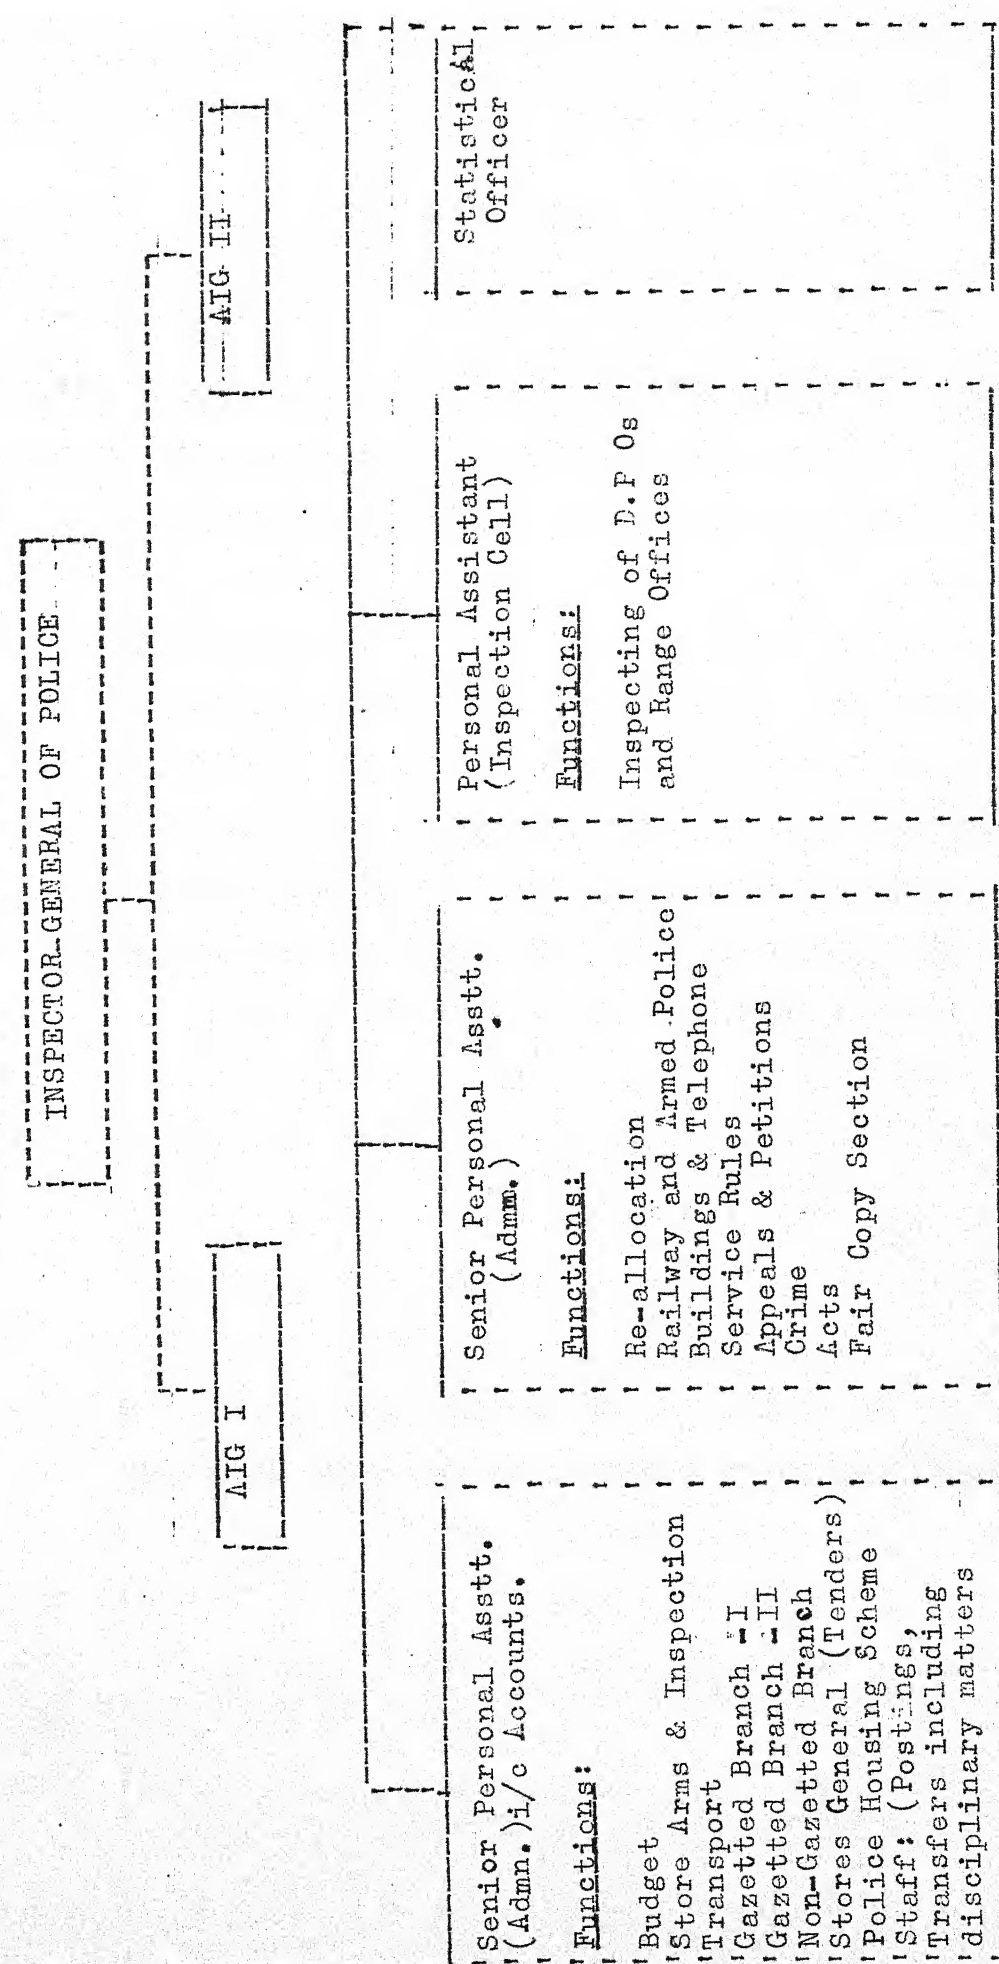 INSPECTOR GENERAL OF POLICE
AIG I
AIG II
Senior Personal Asstt.
(Admn.)i/c Accounts.
Functions:
Budget
Store Arms & Inspection
Transport
Gazetted Branch -I
Gazetted Branch -II
Non-Gazetted Branch
Stores General (Tenders)
Police Housing Scheme
Staff: (Postings,
Transfers including
disciplinary matters
Senior Personal Asstt.
(Admn.)
Functions:
Re-allocation
Railway and Armed Police
Buildings & Telephone
Service Rules
Appeals & Petitions
Crime
Acts
Fair Copy Section
Personal Assistant
(Inspection Cell)
Functions:
Inspecting of D.P Os
and Range Offices
Statistical
Officer